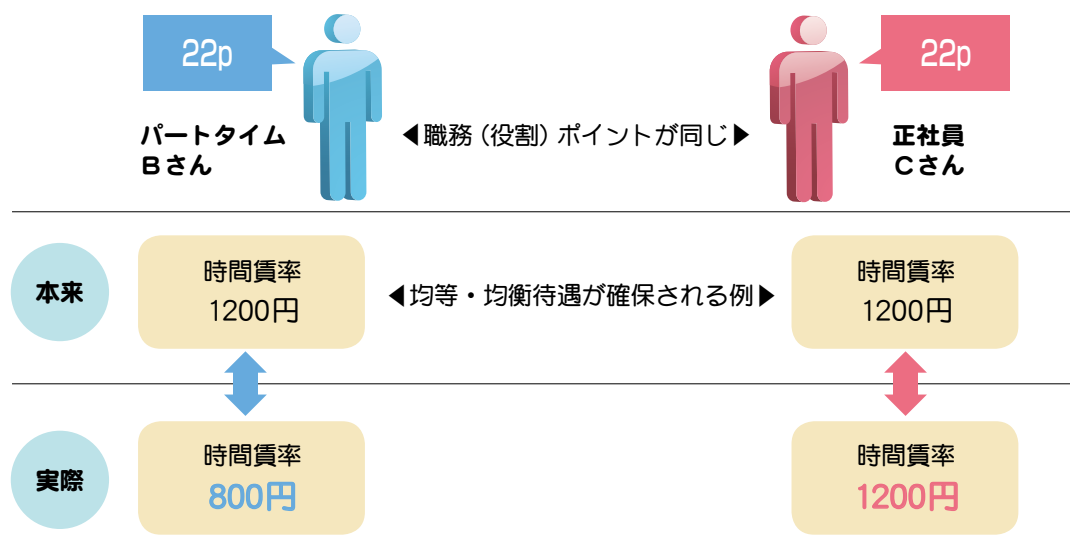 22p
22p
パートタイム
Bさん
◀職務(役割)ポイントが同じ▶
正社員
Cさん
本来
時間賃率
1200円
◀均等・均衡待遇が確保される例▶
時間賃率
1200円
実際
時間賃率
800円
時間賃率
1200円